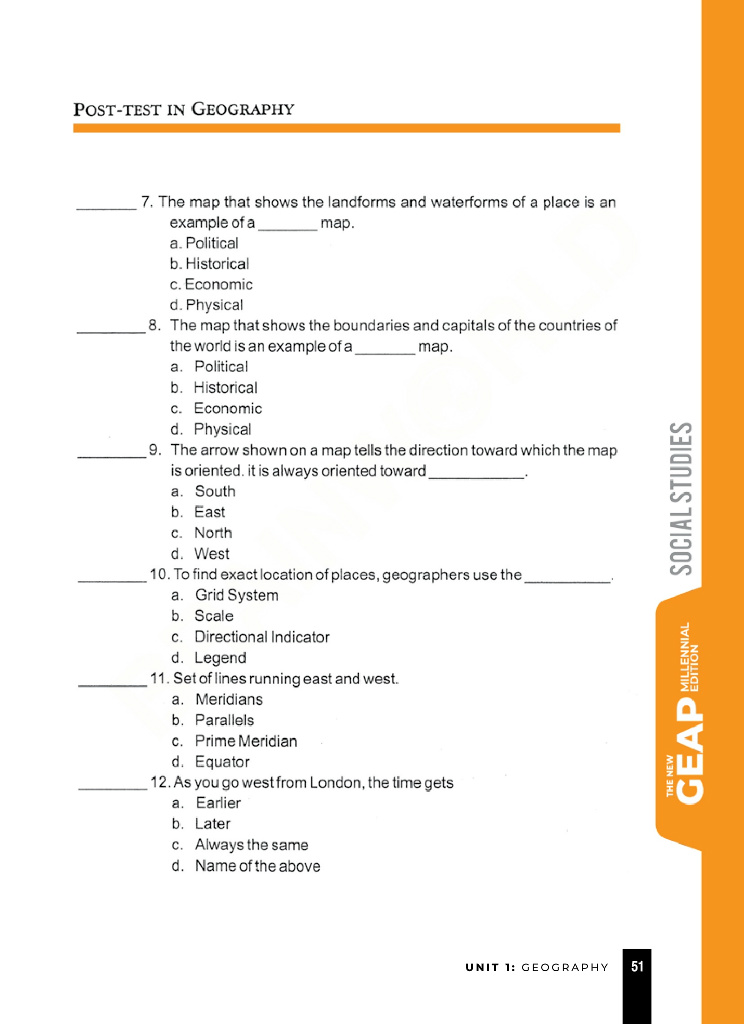 POST-TEST IN GEOGRAPHY
_______ 7. The map that shows the landforms and waterforms of a place is an
example of a _______ map.
a. Political
b. Historical
c. Economic
d. Physical
________ 8. The map that shows the boundaries and capitals of the countries of
the world is an example of a _______ map.
a. Political
b. Historical
c. Economic
d. Physical
________ 9. The arrow shown on a map tells the direction toward which the map
is oriented. it is always oriented toward ___________.
a. South
b. East
c. North
d. West
________ 10. To find exact location of places, geographers use the __________.
a. Grid System
b. Scale
c. Directional Indicator
d. Legend
________ 11. Set of lines running east and west.
a. Meridians
b. Parallels
c. Prime Meridian
d. Equator
________ 12. As you go west from London, the time gets
a. Earlier
b. Later
c. Always the same
d. Name of the above
SOCIAL STUDIES
THE NEW
GEAP
MILLENNIAL
EDITION
UNIT 1: GEOGRAPHY 51